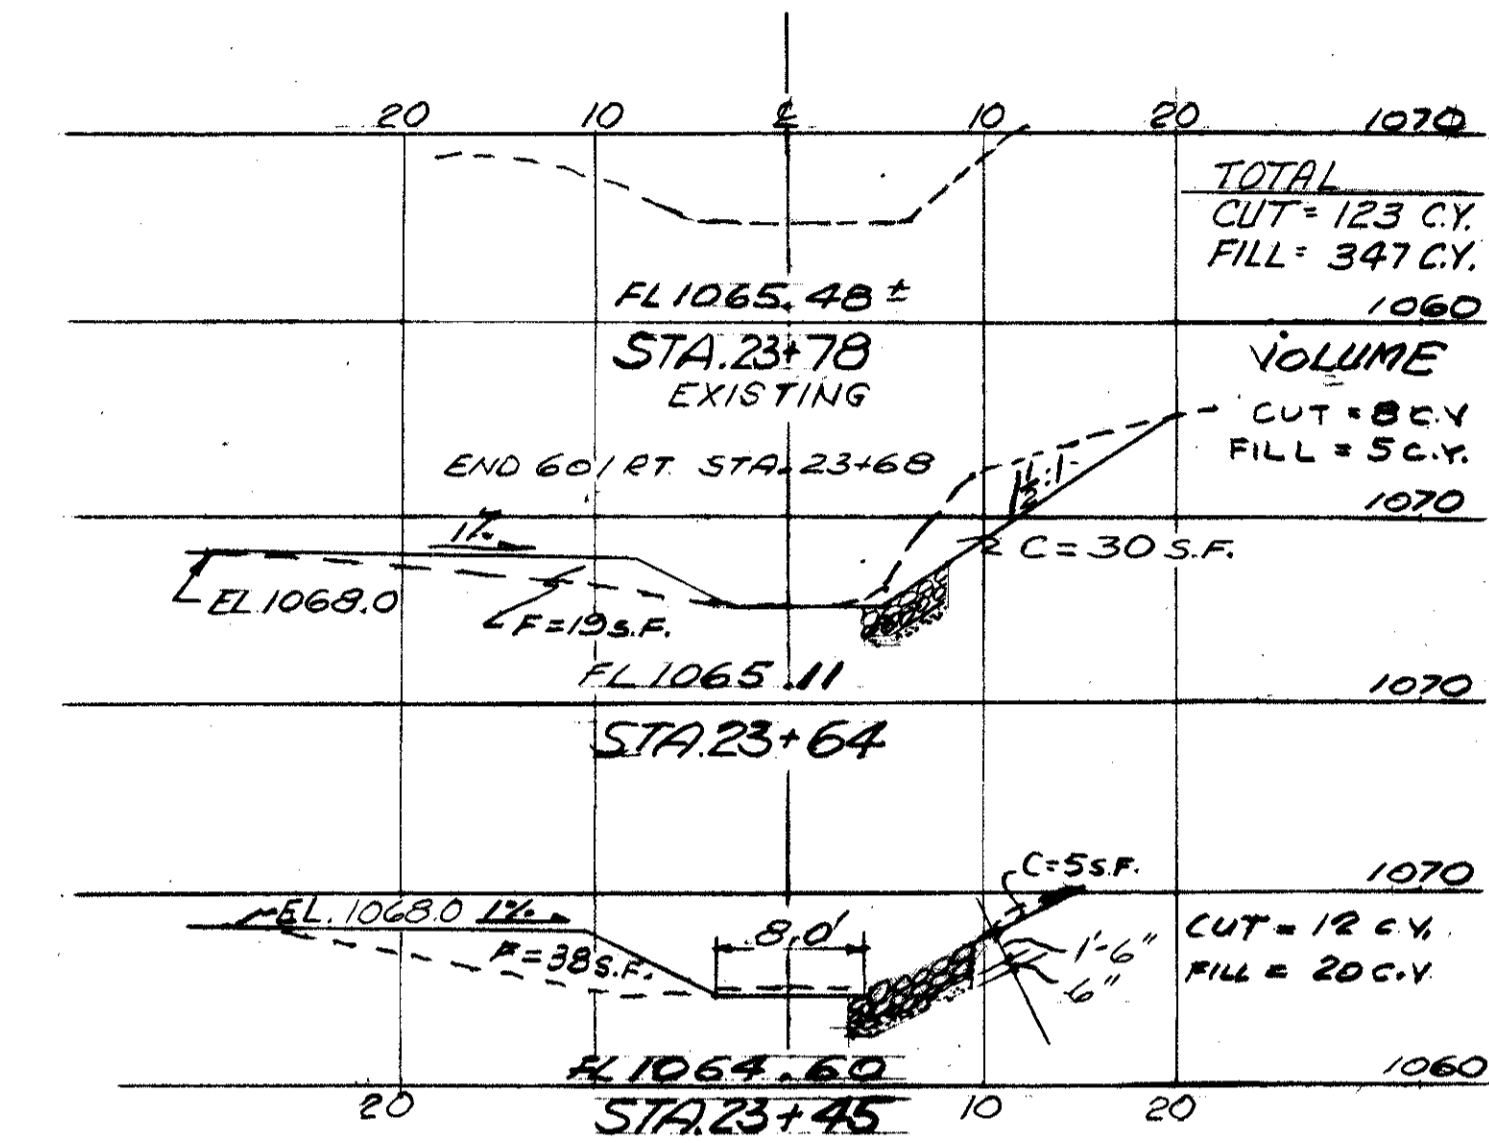 20 10 ℄ 10 20 1070
TOTAL
CUT = 123 C.Y.
FILL = 347 C.Y.
FL 1065.48 ±
1060
STA. 23+78
EXISTING
VOLUME
CUT = 8 C.Y
FILL = 5 C.Y.
END 601 RT. STA. 23+68
1070
1%
1½:1
C = 30 S.F.
EL 1068.0
F = 19 S.F.
FL 1065.11
1070
STA. 23+64
C=5 S.F.
1070
EL. 1068.0 1%
8.0'
F=38 S.F.
1'-6"
6"
CUT = 12 C.Y.
FILL = 20 C.Y.
FL 1064.60
1060
20 STA. 23+45 10 20